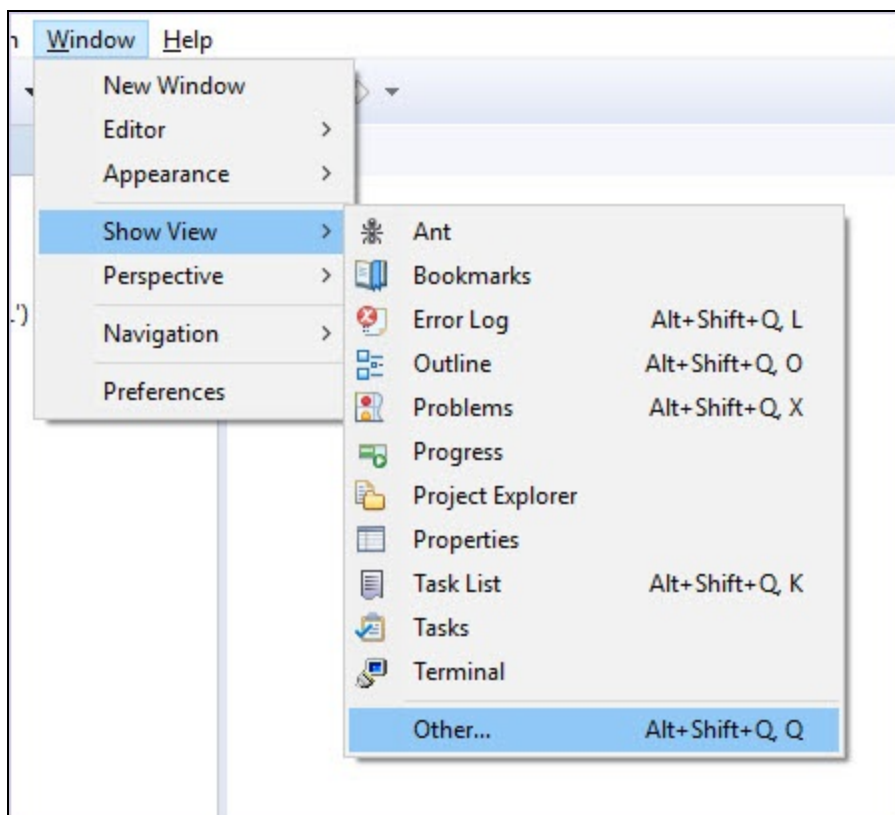 Window Help
New Window
Editor
Appearance
Show View
Perspective
Navigation
Preferences
.')
Ant
Bookmarks
Error Log Alt+Shift+Q, L
Outline Alt+Shift+Q, O
Problems Alt+Shift+Q, X
Progress
Project Explorer
Properties
Task List Alt+Shift+Q, K
Tasks
Terminal
Other... Alt+Shift+Q, Q